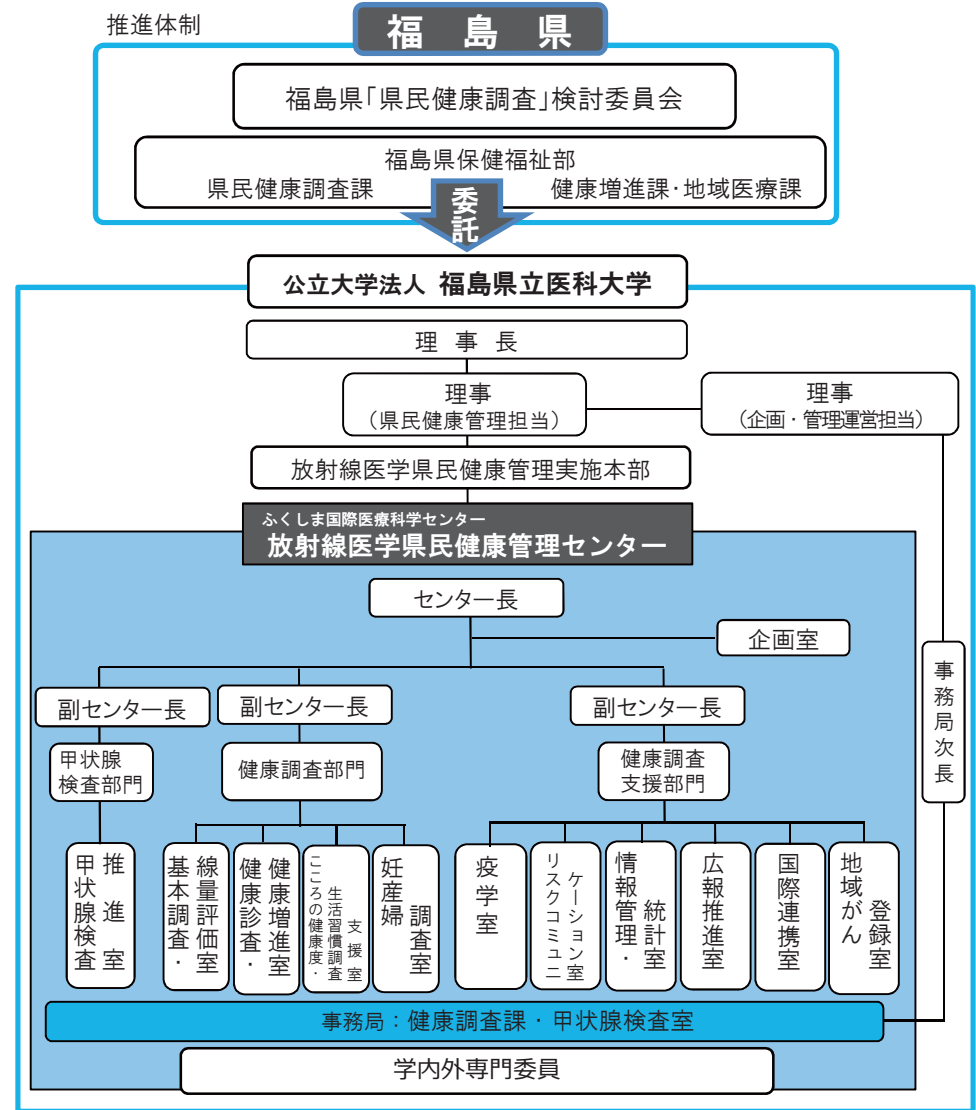 推進体制
福島県
福島県「県民健康調査」検討委員会
福島県保健福祉部
県民健康調査課 健康増進課・地域医療課
委託
公立大学法人 福島県立医科大学
理事長
理事
（県民健康管理担当）
理事
（企画・管理運営担当）
放射線医学県民健康管理実施本部
ふくしま国際医療科学センター
放射線医学県民健康管理センター
センター長
企画室
事務局次長
副センター長
副センター長
副センター長
甲状腺
検査部門
健康調査部門
健康調査
支援部門
甲状腺検査
推進室
基本調査・
線量評価室
健康診査・
健康増進室
こころの健康度・
生活習慣調査
支援室
妊産婦
調査室
疫学室
リスクコミュニ
ケーション室
情報管理・
統計室
広報推進室
国際連携室
地域がん
登録室
事務局：健康調査課・甲状腺検査室
学内外専門委員